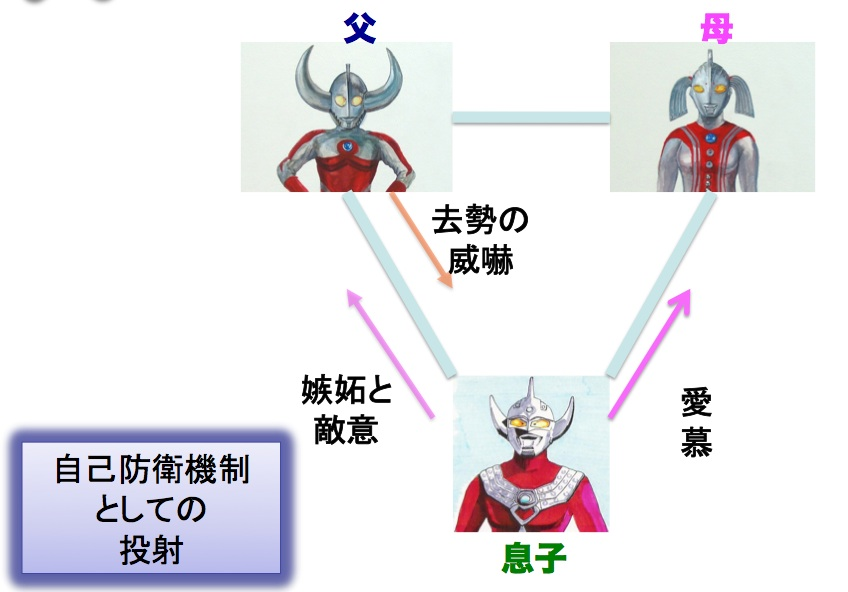 父
母
去勢の
威嚇
嫉妬と
敵意
愛
慕
自己防衛機制
としての
投射
息子